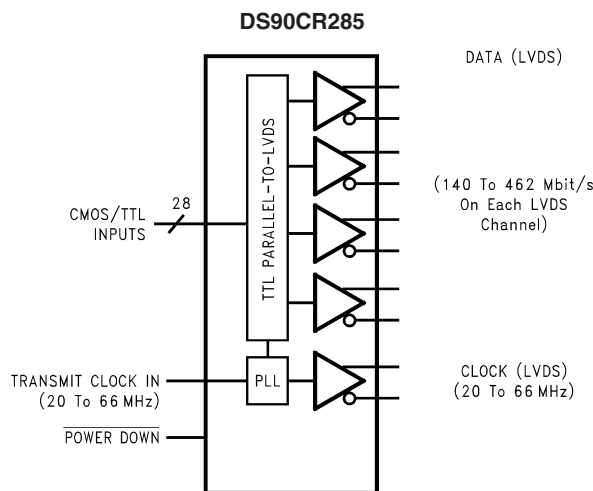 DS90CR285
DATA (LVDS)
TTL PARALLEL-TO-LVDS
(140 To 462 Mbit/s
On Each LVDS
Channel)
28
CMOS/TTL
INPUTS
TRANSMIT CLOCK IN
(20 To 66 MHz)
PLL
CLOCK (LVDS)
(20 To 66 MHz)
POWER DOWN